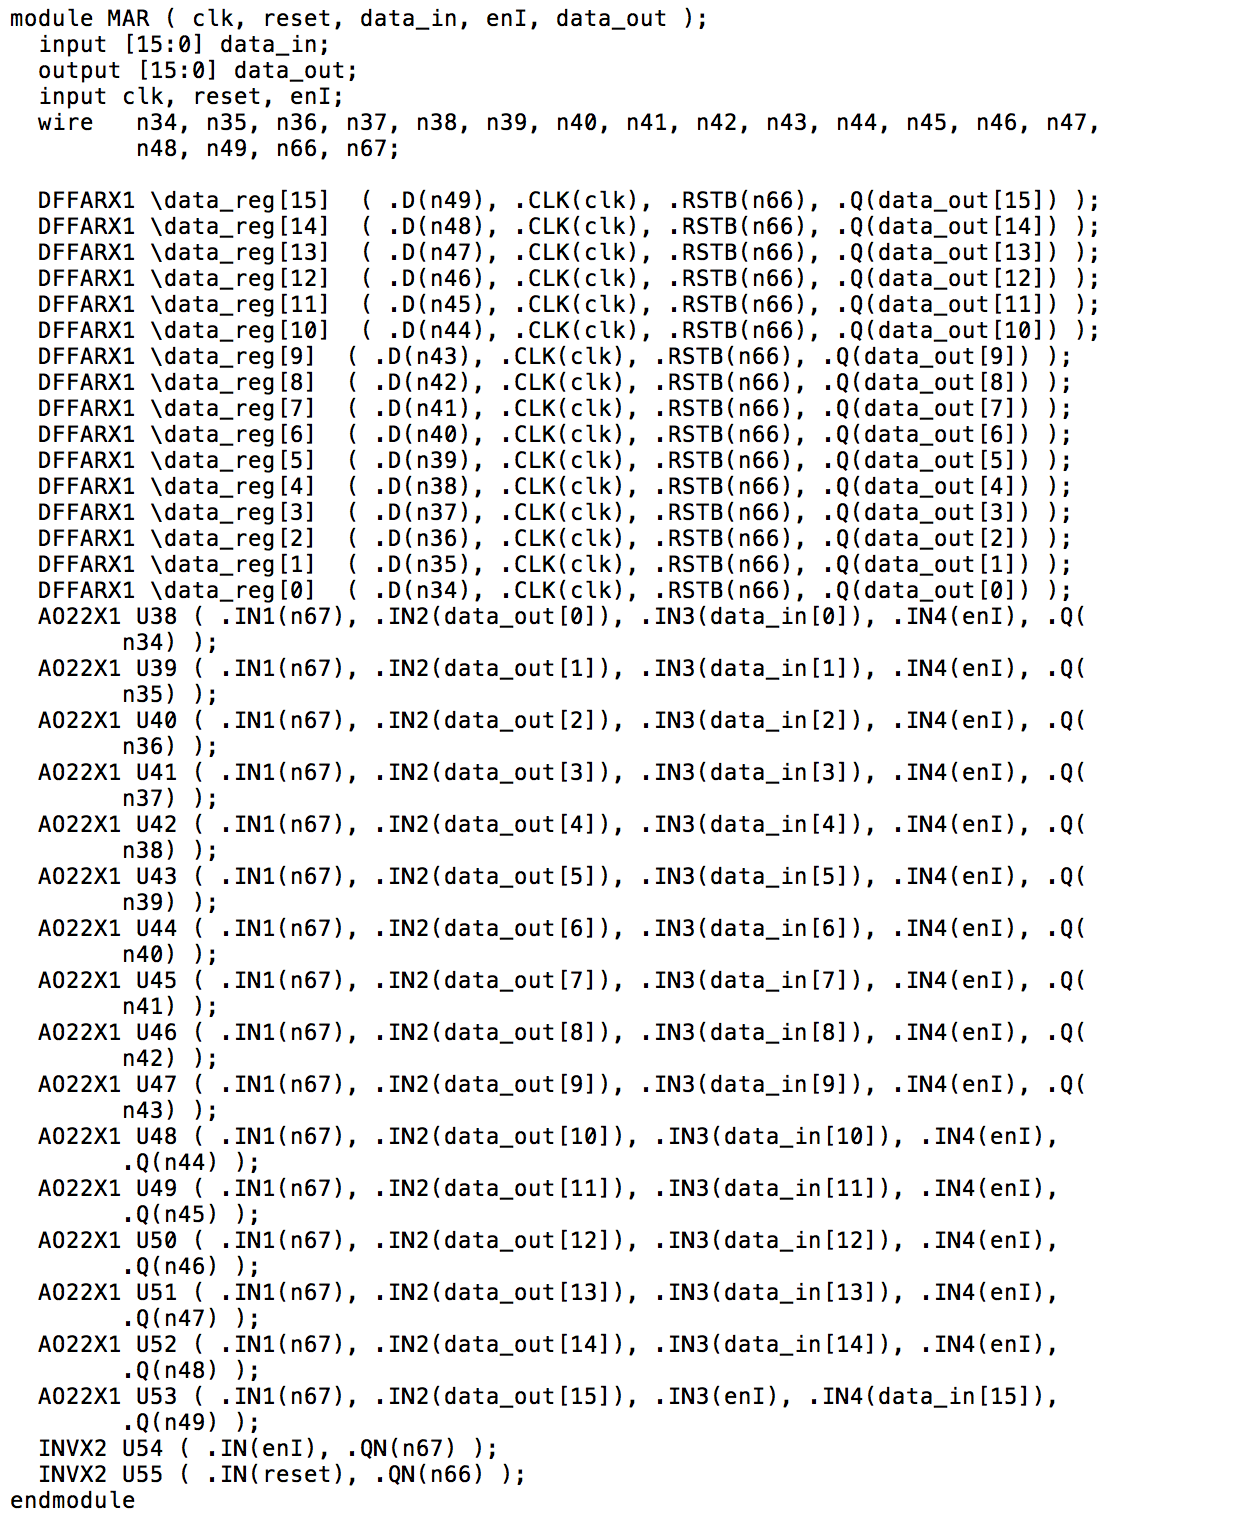 module MAR ( clk, reset, data_in, enI, data_out );
  input [15:0] data_in;
  output [15:0] data_out;
  input clk, reset, enI;
  wire   n34, n35, n36, n37, n38, n39, n40, n41, n42, n43, n44, n45, n46, n47,
         n48, n49, n66, n67;

  DFFARX1 \data_reg[15]  ( .D(n49), .CLK(clk), .RSTB(n66), .Q(data_out[15]) );
  DFFARX1 \data_reg[14]  ( .D(n48), .CLK(clk), .RSTB(n66), .Q(data_out[14]) );
  DFFARX1 \data_reg[13]  ( .D(n47), .CLK(clk), .RSTB(n66), .Q(data_out[13]) );
  DFFARX1 \data_reg[12]  ( .D(n46), .CLK(clk), .RSTB(n66), .Q(data_out[12]) );
  DFFARX1 \data_reg[11]  ( .D(n45), .CLK(clk), .RSTB(n66), .Q(data_out[11]) );
  DFFARX1 \data_reg[10]  ( .D(n44), .CLK(clk), .RSTB(n66), .Q(data_out[10]) );
  DFFARX1 \data_reg[9]  ( .D(n43), .CLK(clk), .RSTB(n66), .Q(data_out[9]) );
  DFFARX1 \data_reg[8]  ( .D(n42), .CLK(clk), .RSTB(n66), .Q(data_out[8]) );
  DFFARX1 \data_reg[7]  ( .D(n41), .CLK(clk), .RSTB(n66), .Q(data_out[7]) );
  DFFARX1 \data_reg[6]  ( .D(n40), .CLK(clk), .RSTB(n66), .Q(data_out[6]) );
  DFFARX1 \data_reg[5]  ( .D(n39), .CLK(clk), .RSTB(n66), .Q(data_out[5]) );
  DFFARX1 \data_reg[4]  ( .D(n38), .CLK(clk), .RSTB(n66), .Q(data_out[4]) );
  DFFARX1 \data_reg[3]  ( .D(n37), .CLK(clk), .RSTB(n66), .Q(data_out[3]) );
  DFFARX1 \data_reg[2]  ( .D(n36), .CLK(clk), .RSTB(n66), .Q(data_out[2]) );
  DFFARX1 \data_reg[1]  ( .D(n35), .CLK(clk), .RSTB(n66), .Q(data_out[1]) );
  DFFARX1 \data_reg[0]  ( .D(n34), .CLK(clk), .RSTB(n66), .Q(data_out[0]) );
  AO22X1 U38 ( .IN1(n67), .IN2(data_out[0]), .IN3(data_in[0]), .IN4(enI), .Q(
        n34) );
  AO22X1 U39 ( .IN1(n67), .IN2(data_out[1]), .IN3(data_in[1]), .IN4(enI), .Q(
        n35) );
  AO22X1 U40 ( .IN1(n67), .IN2(data_out[2]), .IN3(data_in[2]), .IN4(enI), .Q(
        n36) );
  AO22X1 U41 ( .IN1(n67), .IN2(data_out[3]), .IN3(data_in[3]), .IN4(enI), .Q(
        n37) );
  AO22X1 U42 ( .IN1(n67), .IN2(data_out[4]), .IN3(data_in[4]), .IN4(enI), .Q(
        n38) );
  AO22X1 U43 ( .IN1(n67), .IN2(data_out[5]), .IN3(data_in[5]), .IN4(enI), .Q(
        n39) );
  AO22X1 U44 ( .IN1(n67), .IN2(data_out[6]), .IN3(data_in[6]), .IN4(enI), .Q(
        n40) );
  AO22X1 U45 ( .IN1(n67), .IN2(data_out[7]), .IN3(data_in[7]), .IN4(enI), .Q(
        n41) );
  AO22X1 U46 ( .IN1(n67), .IN2(data_out[8]), .IN3(data_in[8]), .IN4(enI), .Q(
        n42) );
  AO22X1 U47 ( .IN1(n67), .IN2(data_out[9]), .IN3(data_in[9]), .IN4(enI), .Q(
        n43) );
  AO22X1 U48 ( .IN1(n67), .IN2(data_out[10]), .IN3(data_in[10]), .IN4(enI),
        .Q(n44) );
  AO22X1 U49 ( .IN1(n67), .IN2(data_out[11]), .IN3(data_in[11]), .IN4(enI),
        .Q(n45) );
  AO22X1 U50 ( .IN1(n67), .IN2(data_out[12]), .IN3(data_in[12]), .IN4(enI),
        .Q(n46) );
  AO22X1 U51 ( .IN1(n67), .IN2(data_out[13]), .IN3(data_in[13]), .IN4(enI),
        .Q(n47) );
  AO22X1 U52 ( .IN1(n67), .IN2(data_out[14]), .IN3(data_in[14]), .IN4(enI),
        .Q(n48) );
  AO22X1 U53 ( .IN1(n67), .IN2(data_out[15]), .IN3(enI), .IN4(data_in[15]),
        .Q(n49) );
  INVX2 U54 ( .IN(enI), .QN(n67) );
  INVX2 U55 ( .IN(reset), .QN(n66) );
endmodule